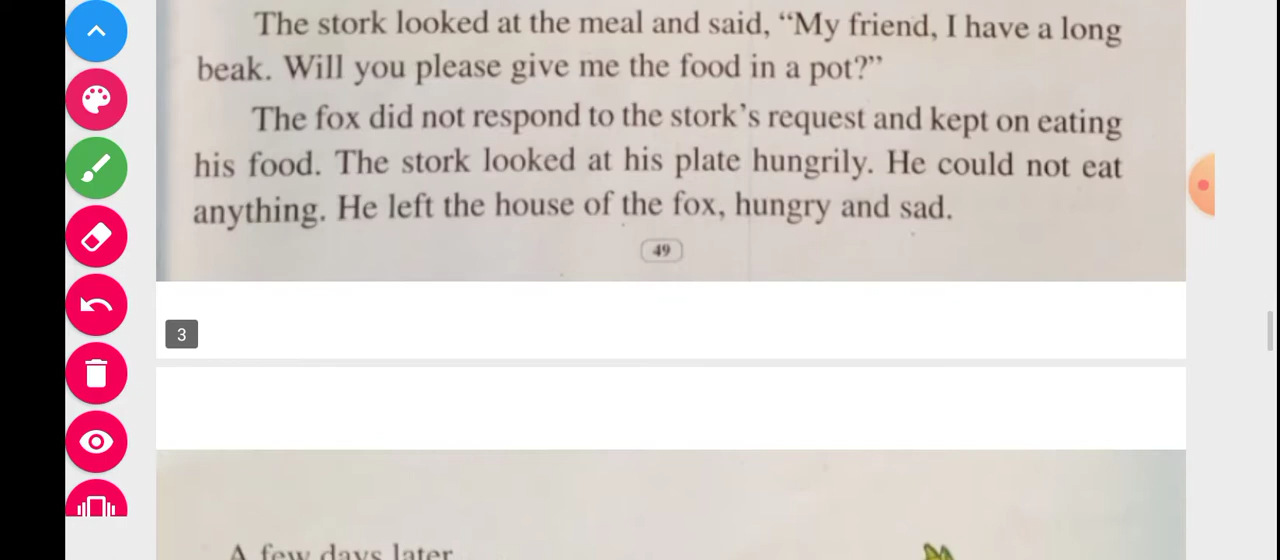 The stork looked at the meal and said, “My friend, I have a long
beak. Will you please give me the food in a pot?”
The fox did not respond to the stork’s request and kept on eating
his food. The stork looked at his plate hungrily. He could not eat
anything. He left the house of the fox, hungry and sad.
49
3
A few days later